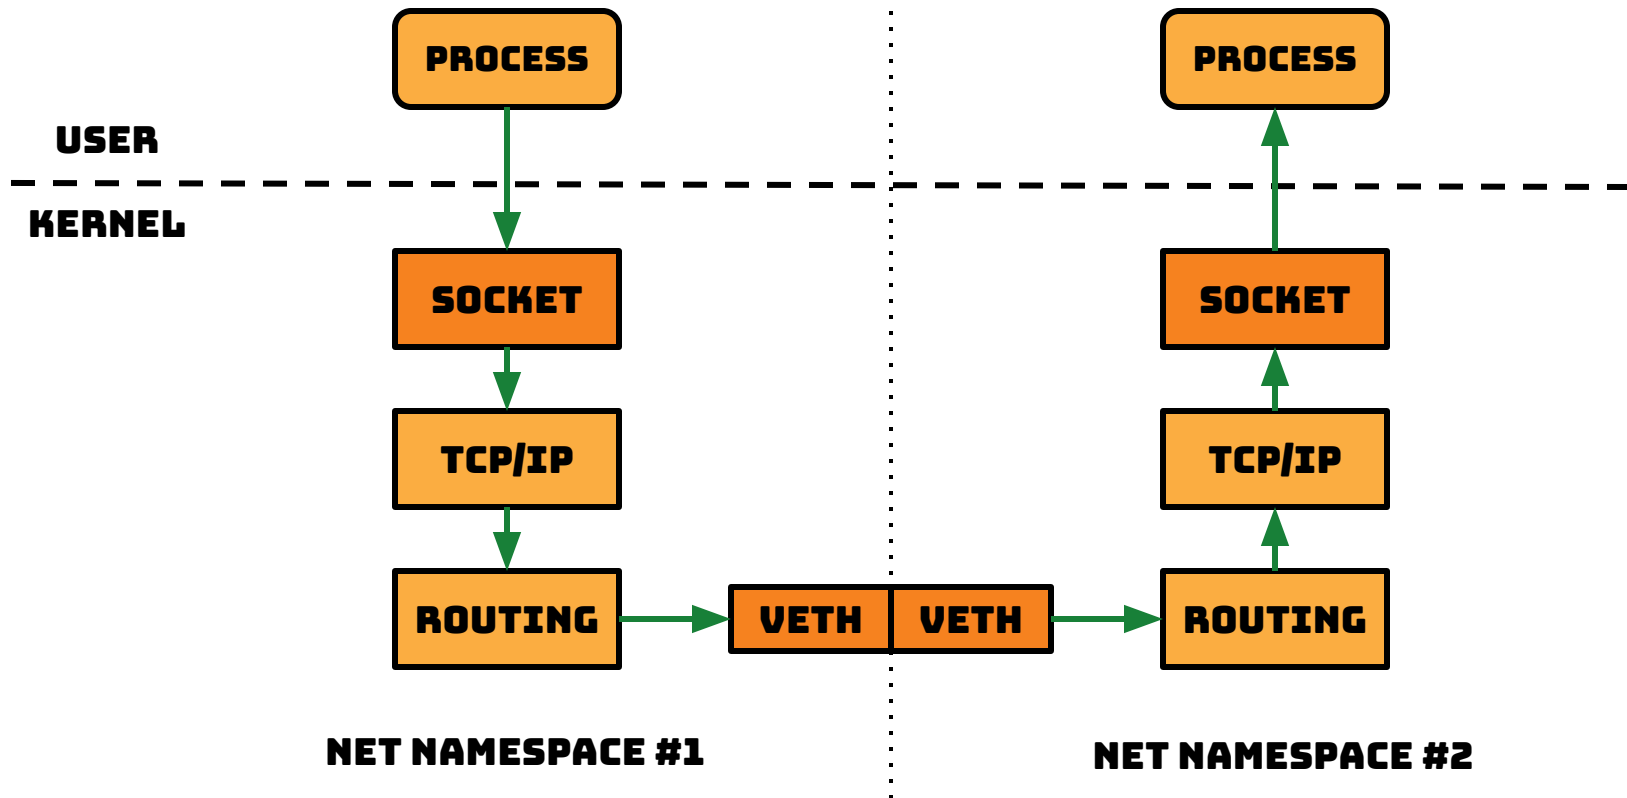 PROCESS
PROCESS
USER
KERNEL
SOCKET
SOCKET
TCP/IP
TCP/IP
ROUTING
VETH
VETH
ROUTING
NET NAMESPACE #1
NET NAMESPACE #2